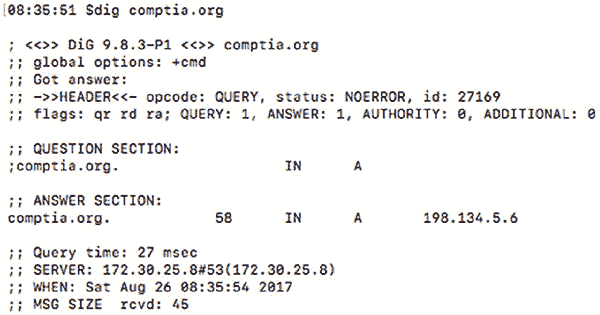 [08:35:51 $dig comptia.org
; <<>> DiG 9.8.3-P1 <<>> comptia.org
;; global options: +cmd
;; Got answer:
;; ->>HEADER<<- opcode: QUERY, status: NOERROR, id: 27169
;; flags: qr rd ra; QUERY: 1, ANSWER: 1, AUTHORITY: 0, ADDITIONAL: 0
;; QUESTION SECTION:
;comptia.org. IN A
;; ANSWER SECTION:
comptia.org. 58 IN A 198.134.5.6
;; Query time: 27 msec
;; SERVER: 172.30.25.8#53(172.30.25.8)
;; WHEN: Sat Aug 26 08:35:54 2017
;; MSG SIZE rcvd: 45